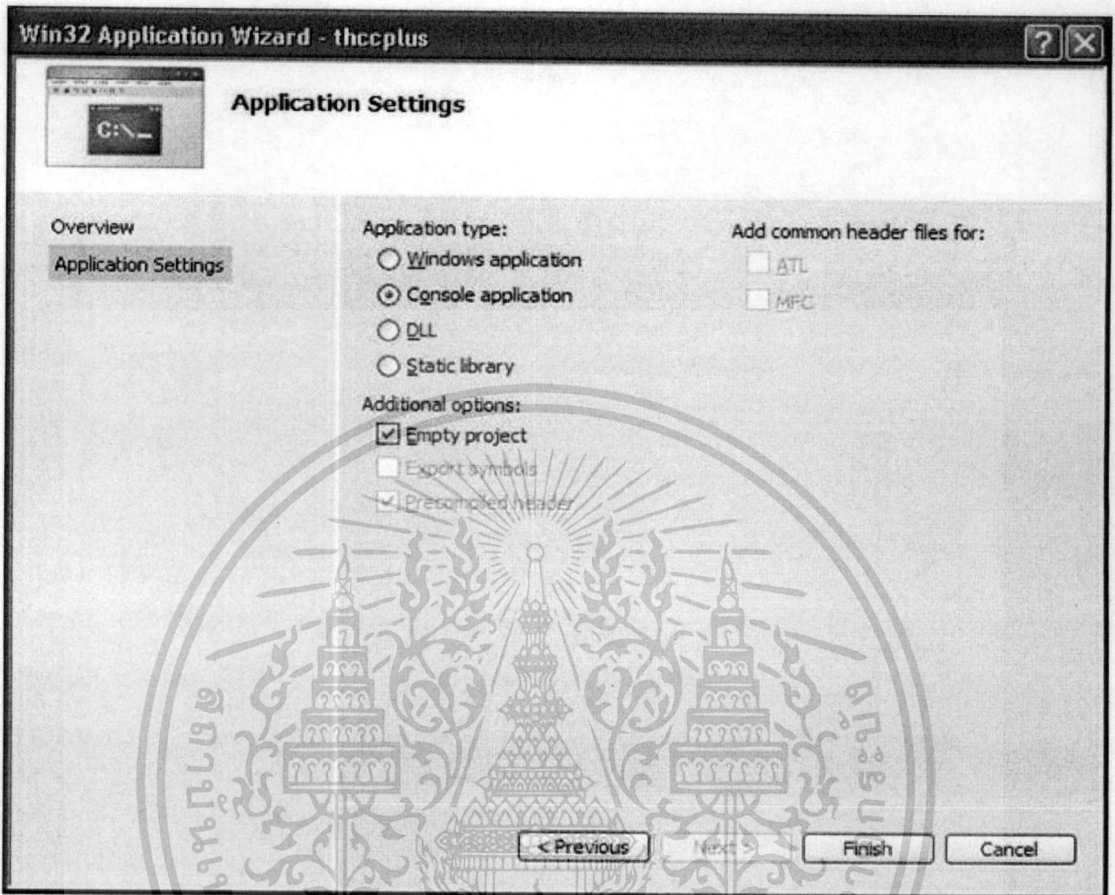 Win32 Application Wizard - thccplus
C:\_
Application Settings
Overview
Application Settings
Application type:
Windows application
Console application
DLL
Static library
Additional options:
Empty project
Export symbols
Precompiled header
Add common header files for:
ATL
MFC
< Previous
Next >
Finish
Cancel